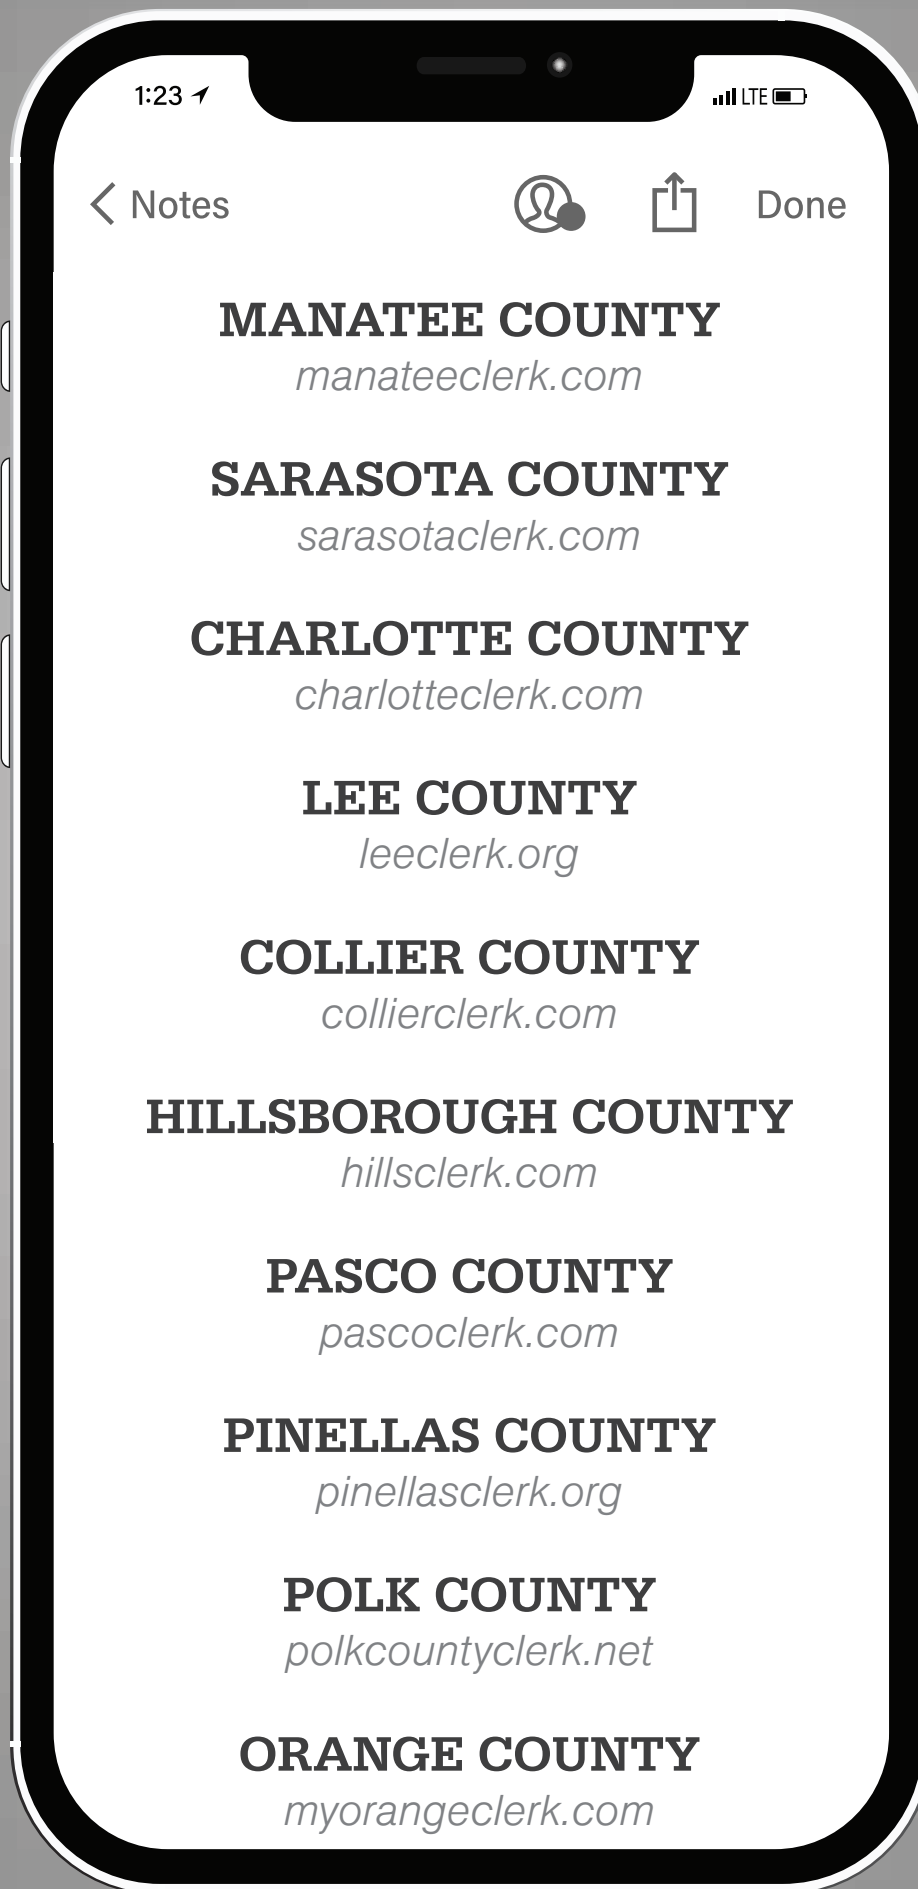 1:23 LTE
Notes Done
MANATEE COUNTY
manateeclerk.com
SARASOTA COUNTY
sarasotaclerk.com
CHARLOTTE COUNTY
charlotteclerk.com
LEE COUNTY
leeclerk.org
COLLIER COUNTY
collierclerk.com
HILLSBOROUGH COUNTY
hillsclerk.com
PASCO COUNTY
pascoclerk.com
PINELLAS COUNTY
pinellasclerk.org
POLK COUNTY
polkcountyclerk.net
ORANGE COUNTY
myorangeclerk.com